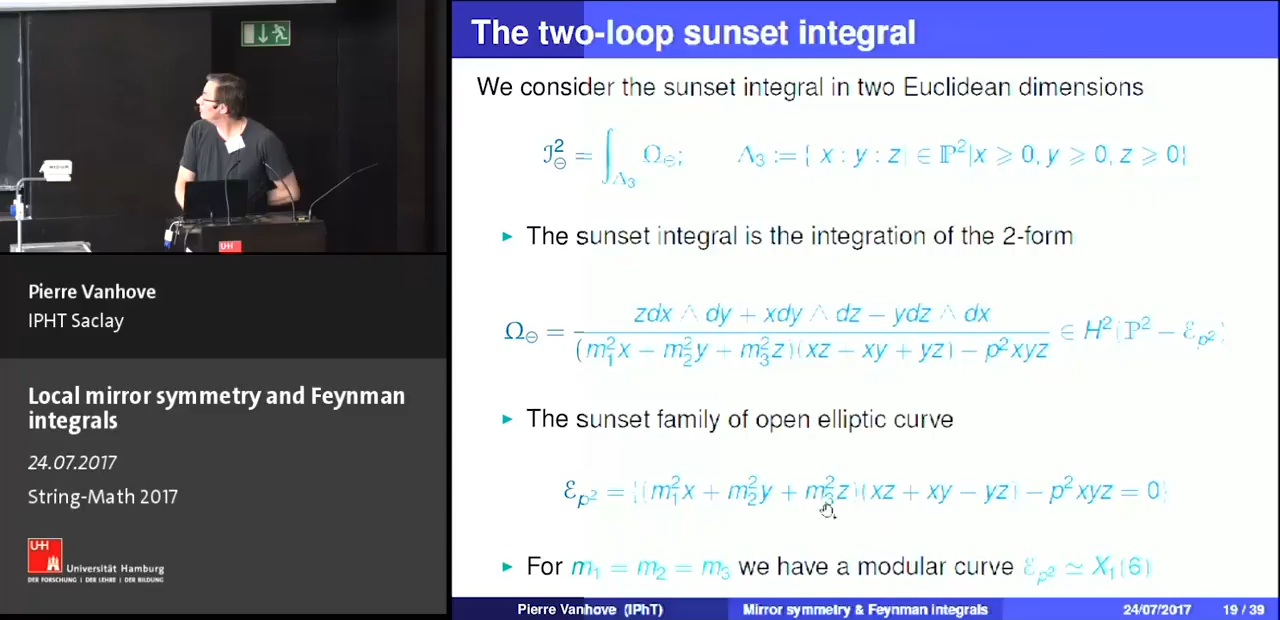 The two-loop sunset integral
We consider the sunset integral in two Euclidean dimensions
ℐ²_⊖ = ∫_{Λ₃} Ω_⊖; Λ₃ := { x : y : z } ∈ ℙ²|x ⩾ 0, y ⩾ 0, z ⩾ 0}
► The sunset integral is the integration of the 2-form
Ω_⊖ = (zdx ∧ dy + xdy ∧ dz − ydz ∧ dx) / ((m₁²x − m₂²y + m₃²z)(xz − xy + yz) − p²xyz) ∈ H²(ℙ² − ℰ_{p²})
► The sunset family of open elliptic curve
ℰ_{p²} = {(m₁²x + m₂²y + m₃²z)(xz + xy − yz) − p²xyz = 0}
► For m₁ = m₂ = m₃ we have a modular curve ℰ_{p²} ≃ X₁(6)
Pierre Vanhove (IPhT) Mirror symmetry & Feynman integrals 24/07/2017 19 / 39
UH
Pierre Vanhove
IPHT Saclay
Local mirror symmetry and Feynman
integrals
24.07.2017
String-Math 2017
UH
Universität Hamburg
DER FORSCHUNG | DER LEHRE | DER BILDUNG